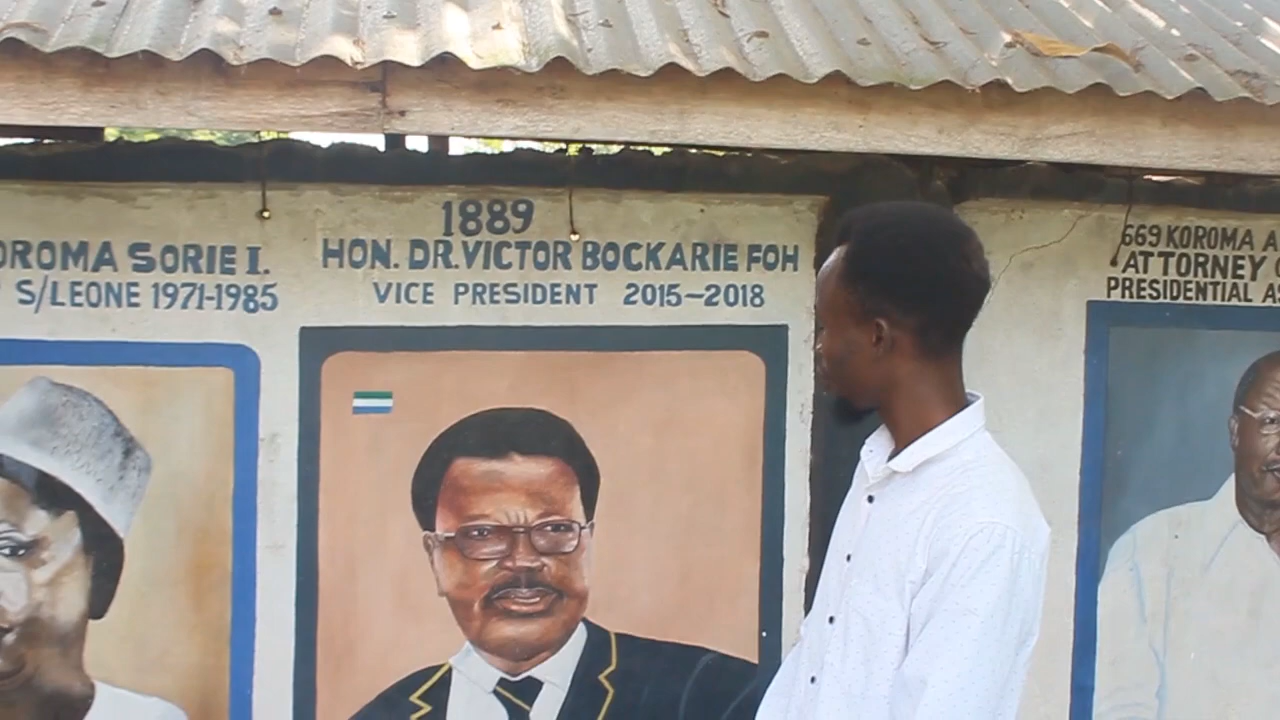 OROMA SORIE I.
S/LEONE 1971-1985
1889
HON. DR. VICTOR BOCKARIE FOH
VICE PRESIDENT 2015-2018
669 KOROMA A
ATTORNEY
PRESIDENTIAL AS